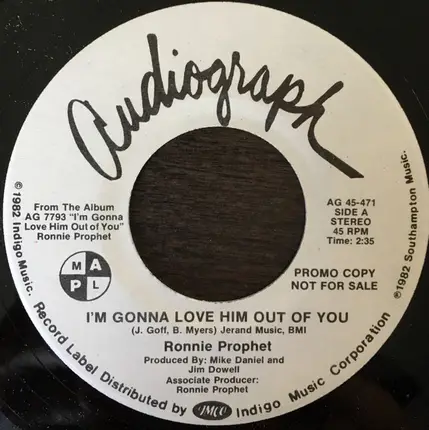 Audiograph
From The Album
AG 7793 "I'm Gonna
Love Him Out of You"
Ronnie Prophet
AG 45-471
SIDE A
STEREO
45 RPM
Time: 2:35
M A
P L
PROMO COPY
NOT FOR SALE
I'M GONNA LOVE HIM OUT OF YOU
(J. Goff, B. Myers) Jerand Music, BMI
Ronnie Prophet
Produced By: Mike Daniel and
Jim Dowell
Associate Producer:
Ronnie Prophet
©1982 Indigo Music.
Record Label Distributed by IMCO Indigo Music Corporation
℗1982 Southampton Music.